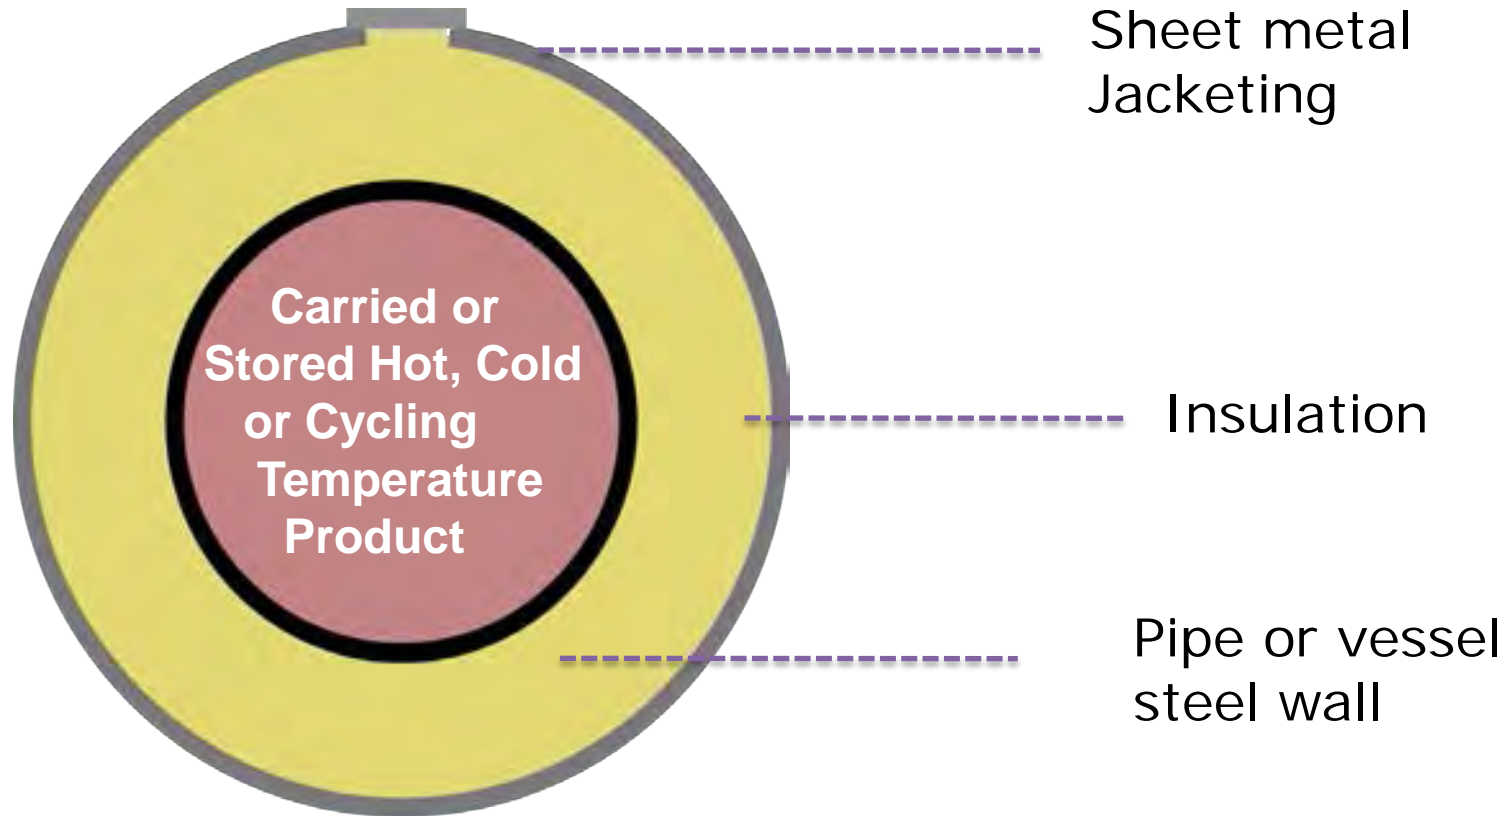 Sheet metal
Jacketing
Carried or
Stored Hot, Cold
or Cycling
Temperature
Product
Insulation
Pipe or vessel
steel wall